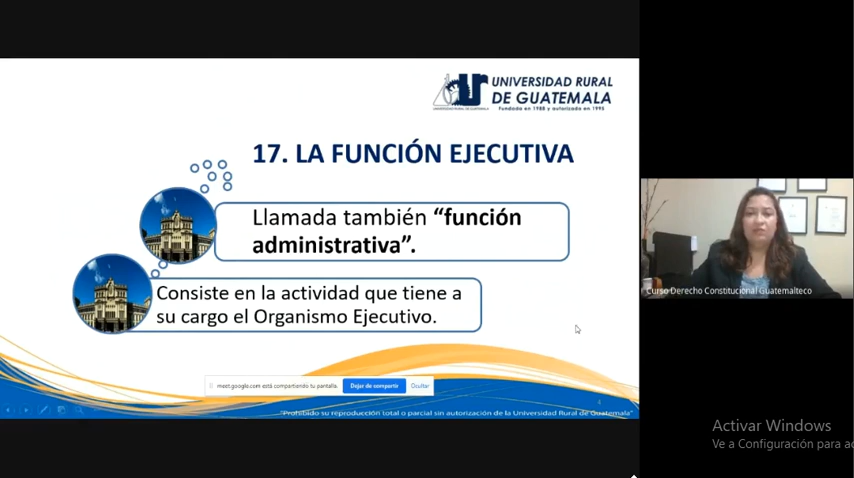 UNIVERSIDAD RURAL
DE GUATEMALA
Fundada en 1988 y autorizada en 1995
17. LA FUNCIÓN EJECUTIVA
Llamada también “función
administrativa”.
Consiste en la actividad que tiene a
su cargo el Organismo Ejecutivo.
Curso Derecho Constitucional Guatemalteco
meet.google.com está compartiendo tu pantalla.
Dejar de compartir
Ocultar
4
"Prohibido su reproducción total o parcial sin autorización de la Universidad Rural de Guatemala"
Activar Windows
Ve a Configuración para ac